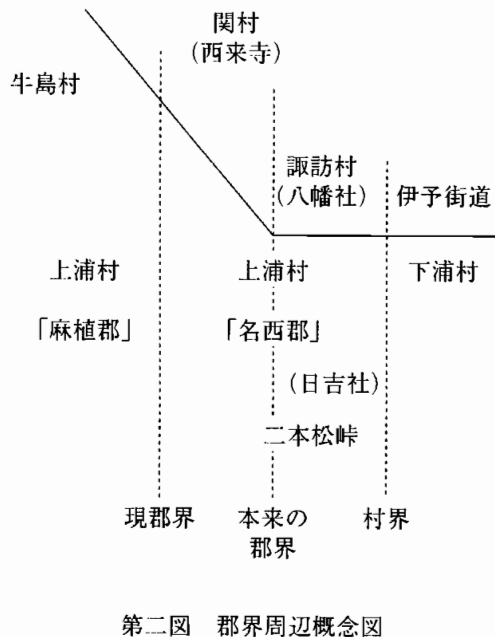 関村
(西来寺)
牛島村
諏訪村
(八幡社)
伊予街道
上浦村
上浦村
下浦村
「麻植郡」
「名西郡」
(日吉社)
二本松峠
現郡界
本来の
郡界
村界
第二図 郡界周辺概念図